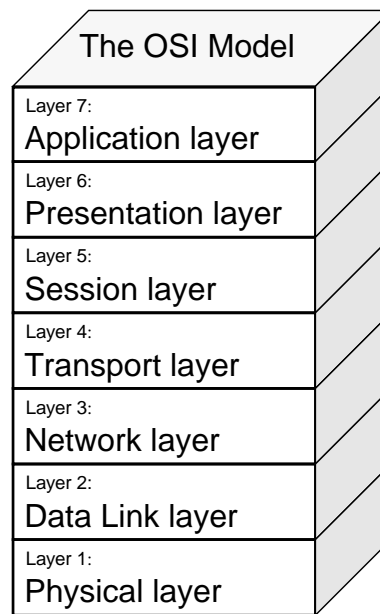 The OSI Model
Layer 7:
Application layer
Layer 6:
Presentation layer
Layer 5:
Session layer
Layer 4:
Transport layer
Layer 3:
Network layer
Layer 2:
Data Link layer
Layer 1:
Physical layer